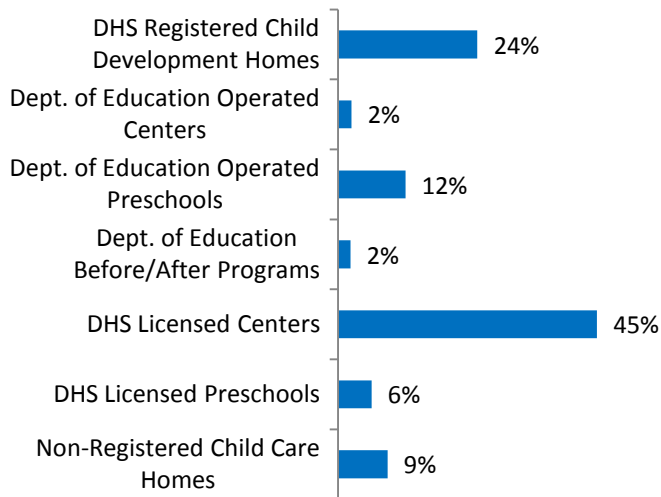 DHS Registered Child
Development Homes
24%
Dept. of Education Operated
Centers
2%
Dept. of Education Operated
Preschools
12%
Dept. of Education
Before/After Programs
2%
DHS Licensed Centers
45%
DHS Licensed Preschools
6%
Non-Registered Child Care
Homes
9%